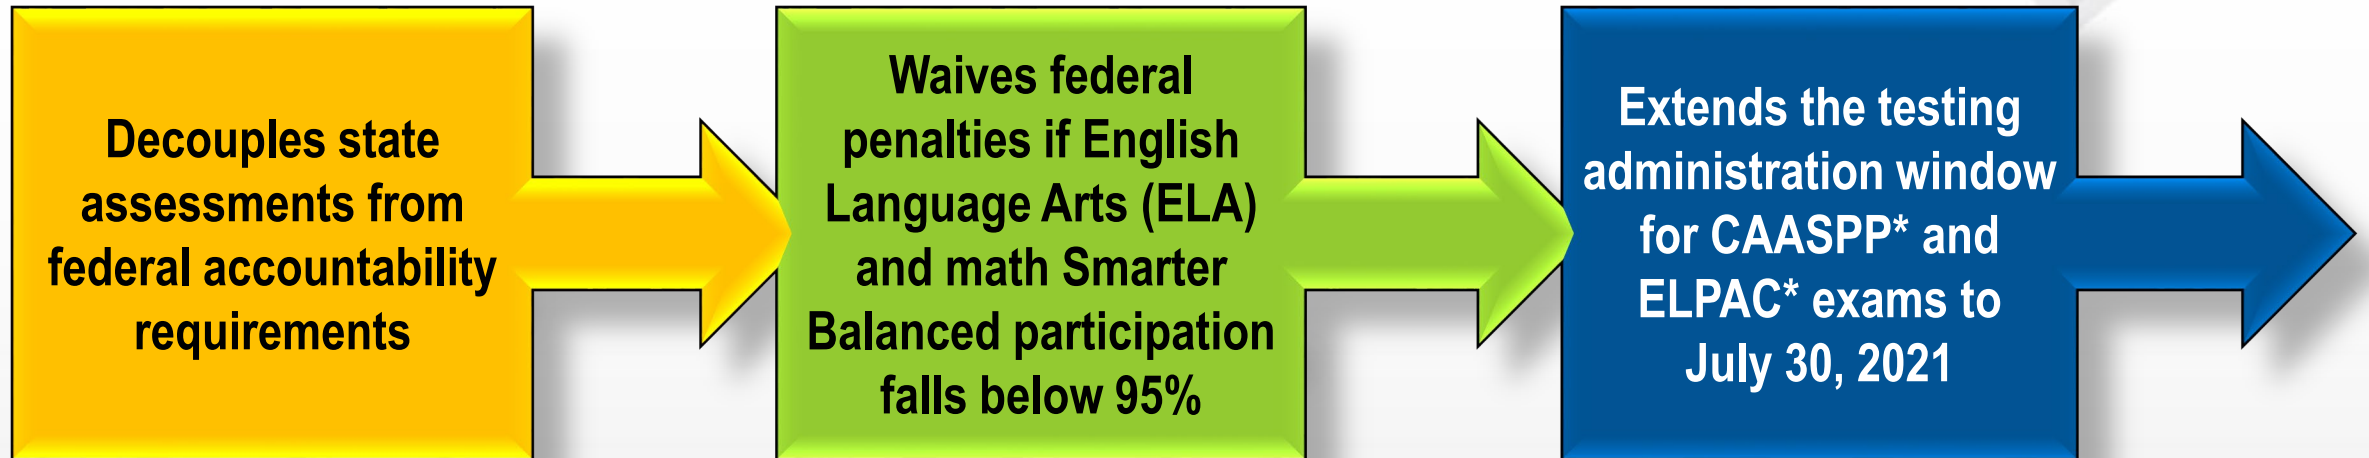 Decouples state
assessments from
federal accountability
requirements
Waives federal
penalties if English
Language Arts (ELA)
and math Smarter
Balanced participation
falls below 95%
Extends the testing
administration window
for CAASPP* and
ELPAC* exams to
July 30, 2021